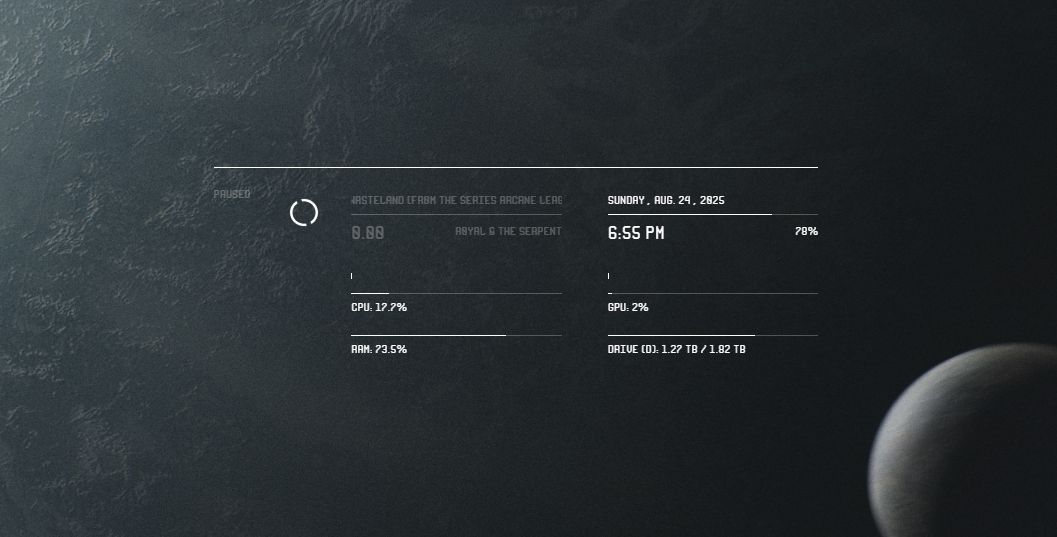 PAUSED
WASTELAND (FROM THE SERIES ARCANE LEAG
0.00
ROYAL & THE SERPENT
CPU: 17.7%
RAM: 73.5%
SUNDAY, AUG. 24, 2025
6:55 PM
78%
GPU: 2%
DRIVE (D): 1.27 TB / 1.82 TB